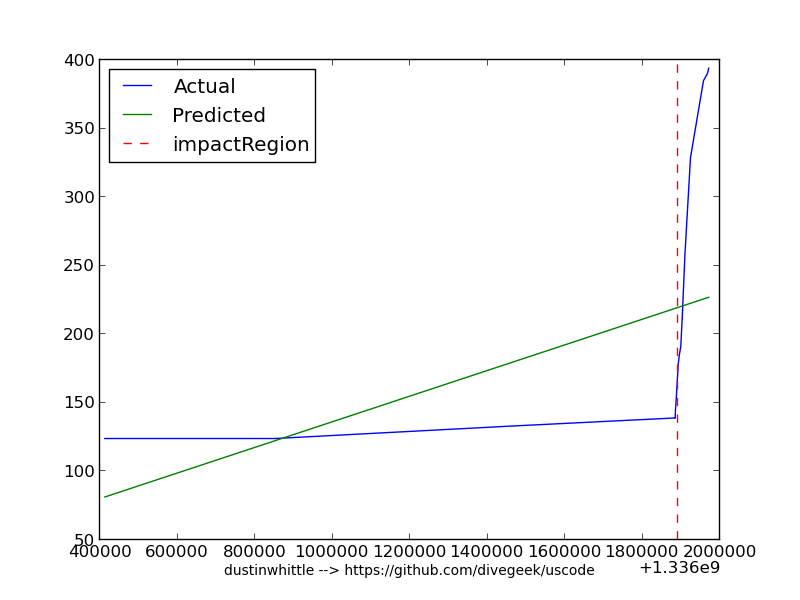 400
350
300
250
200
150
100
50
Actual
Predicted
impactRegion
400000 600000 800000 1000000 1200000 1400000 1600000 1800000 2000000
+1.336e9
dustinwhittle --> https://github.com/divegeek/uscode